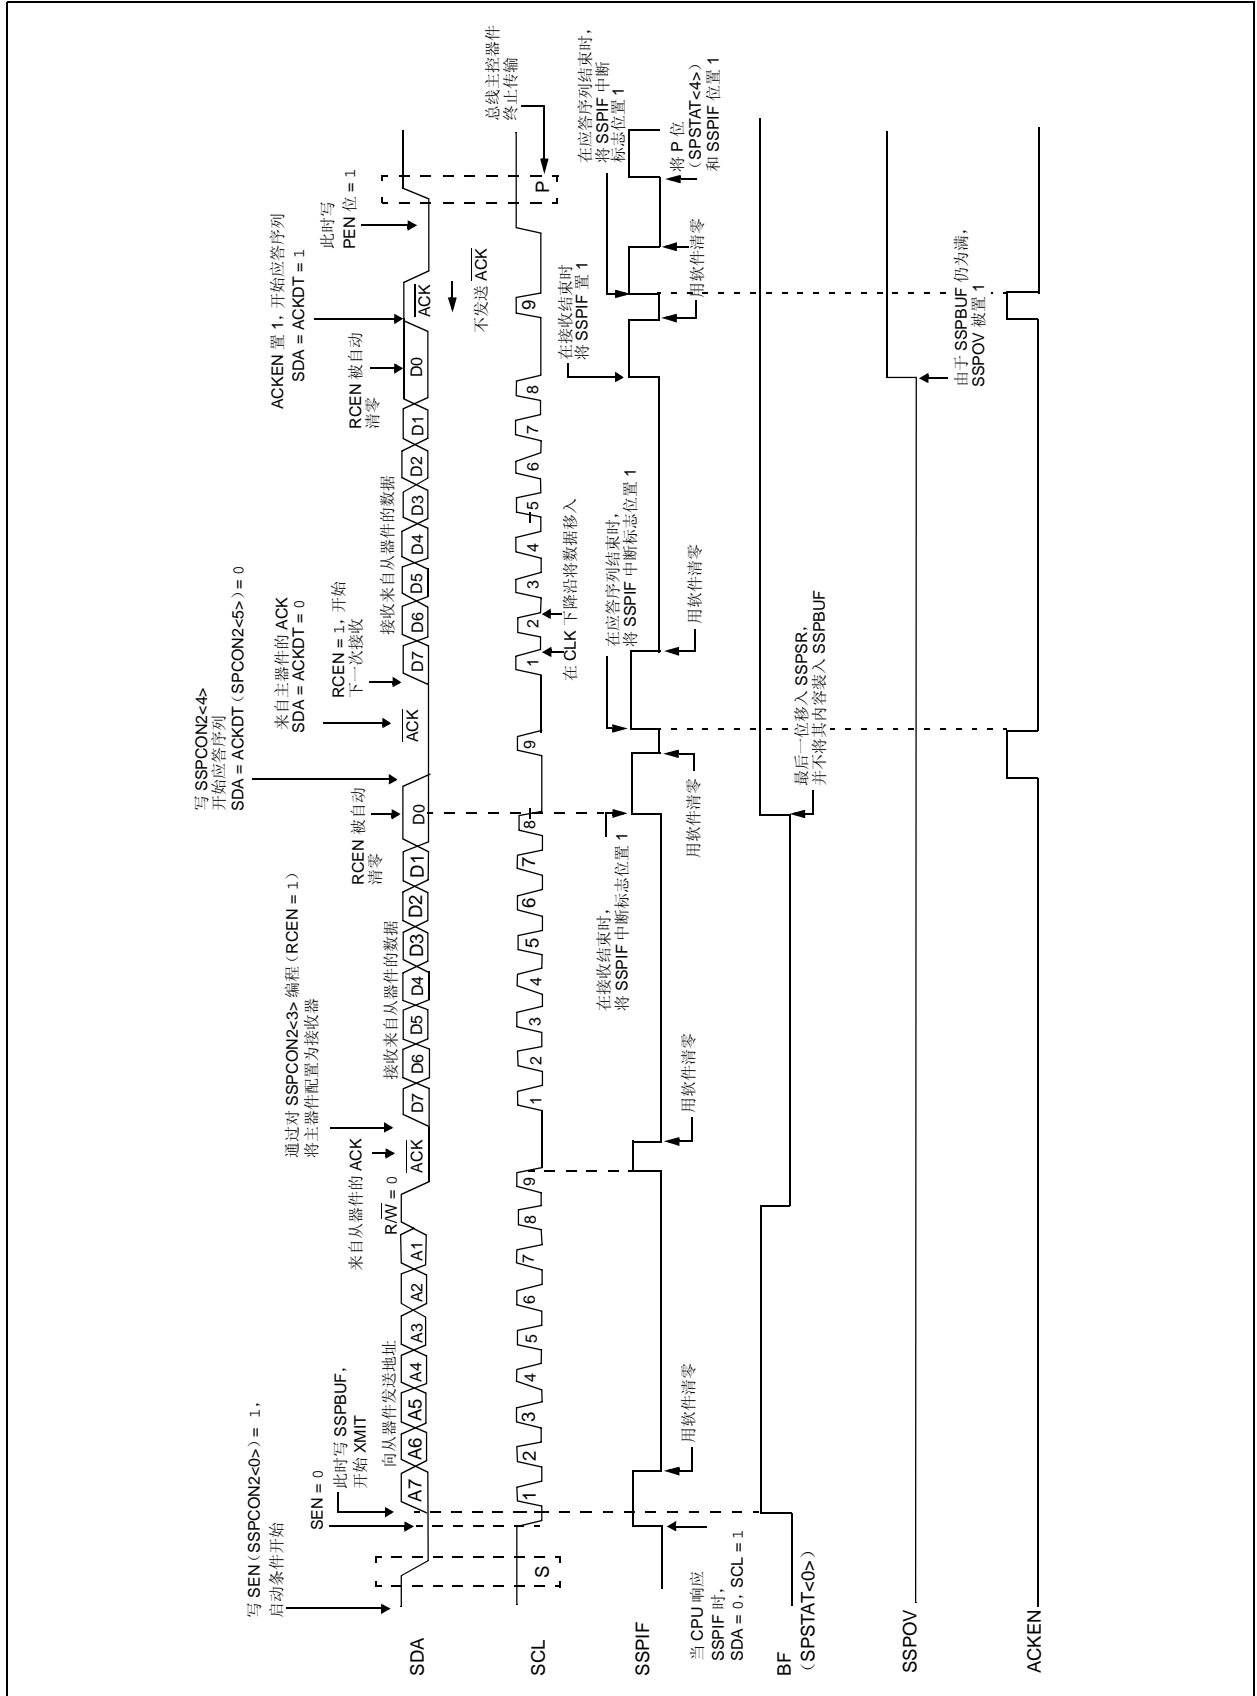 写 SEN（SSPCON2<0>）= 1，
启动条件开始
SEN = 0
此时写 SSPBUF，
开始 XMIT
向从器件发送地址
来自从器件的 ACK
R/W = 0
通过对 SSPCON2<3> 编程（RCEN = 1）
将主器件配置为接收器
接收来自从器件的数据
RCEN 被自动
清零
写 SSPCON2<4>
开始应答序列
SDA = ACKDT（SPCON2<5>）= 0
来自主器件的 ACK
SDA = ACKDT = 0
RCEN = 1，开始
下一次接收
接收来自从器件的数据
RCEN 被自动
清零
ACKEN 置 1，开始应答序列
SDA = ACKDT = 1
此时写
PEN 位 = 1
SDA
A7 A6 A5 A4 A3 A2 A1 ACK D7 D6 D5 D4 D3 D2 D1 D0 ACK D7 D6 D5 D4 D3 D2 D1 D0 ACK
不发送 ACK
总线主控器件
终止传输
SCL
S 1 2 3 4 5 6 7 8 9 1 2 3 4 5 6 7 8 9 1 2 3 4 5 6 7 8 9 P
在 CLK 下降沿将数据移入
在接收结束时，
将 SSPIF 中断标志位置 1
在应答序列结束时，
将 SSPIF 中断标志位置 1
在接收结束时
将 SSPIF 置 1
在应答序列结束时，
将 SSPIF 中断
标志位置 1
SSPIF
当 CPU 响应
SSPIF 时，
SDA = 0，SCL = 1
用软件清零
用软件清零
用软件清零
用软件清零
用软件清零
用软件清零
将 P 位
（SPSTAT<4>）
和 SSPIF 位置 1
BF
（SPSTAT<0>）
最后一位移入 SSPSR，
并不将其内容装入 SSPBUF
SSPOV
由于 SSPBUF 仍为满，
SSPOV 被置 1
ACKEN